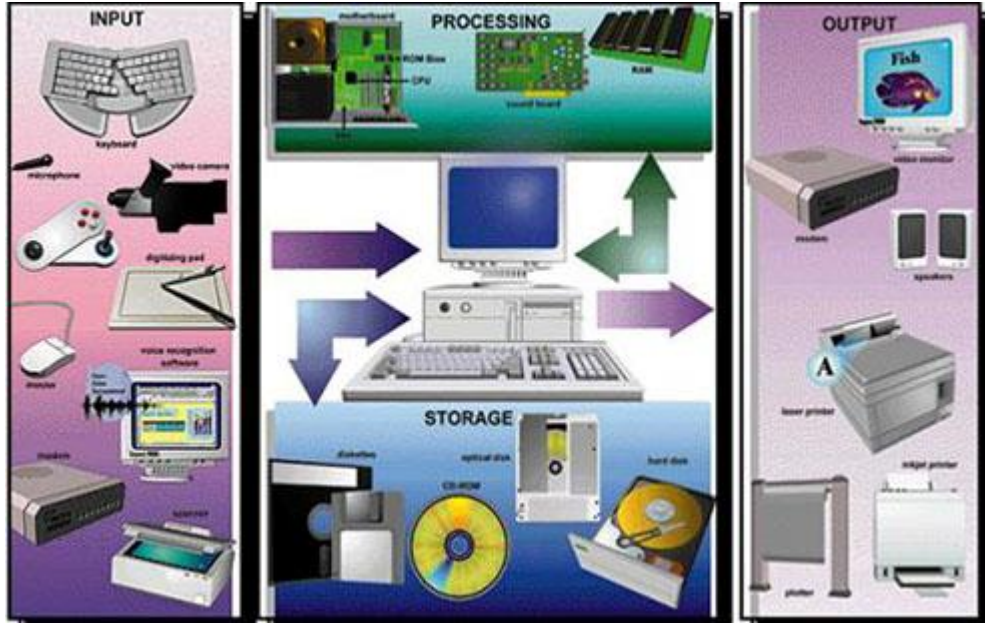 INPUT
keyboard
microphone
video camera
digitizing pad
mouse
voice recognition
software
modem
scanner
PROCESSING
motherboard
ROM Bios
CPU
sound board
RAM
STORAGE
diskettes
optical disk
CD-ROM
hard disk
OUTPUT
Fish
video monitor
modem
speakers
A
laser printer
inkjet printer
plotter